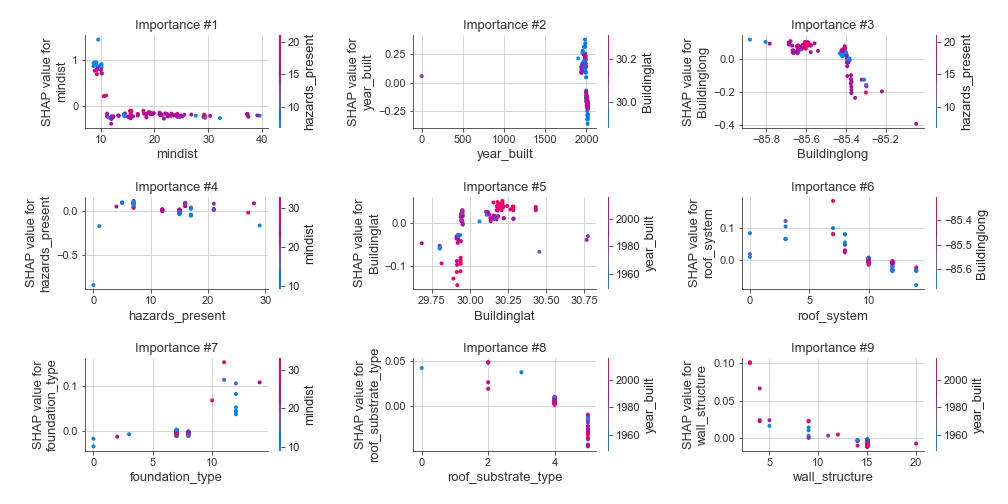 Importance #1
SHAP value for
mindist
1
0
10
20
30
40
mindist
20
15
10
hazards_present
Importance #2
SHAP value for
year_built
0.25
0.00
−0.25
0
500
1000
1500
2000
year_built
30.2
30.0
Buildinglat
Importance #3
SHAP value for
Buildinglong
0.0
−0.2
−0.4
−85.8
−85.6
−85.4
−85.2
Buildinglong
20
15
10
hazards_present
Importance #4
SHAP value for
hazards_present
0.0
−0.5
0
10
20
30
hazards_present
30
20
10
mindist
Importance #5
SHAP value for
Buildinglat
0.0
−0.1
29.75
30.00
30.25
30.50
30.75
Buildinglat
2000
1980
1960
year_built
Importance #6
SHAP value for
roof_system
0.1
0.0
0
5
10
roof_system
−85.4
−85.5
−85.6
Buildinglong
Importance #7
SHAP value for
foundation_type
0.1
0.0
0
10
foundation_type
30
20
10
mindist
Importance #8
SHAP value for
roof_substrate_type
0.05
0.00
0
2
4
roof_substrate_type
2000
1980
1960
year_built
Importance #9
SHAP value for
wall_structure
0.10
0.05
0.00
5
10
15
20
wall_structure
2000
1980
1960
year_built